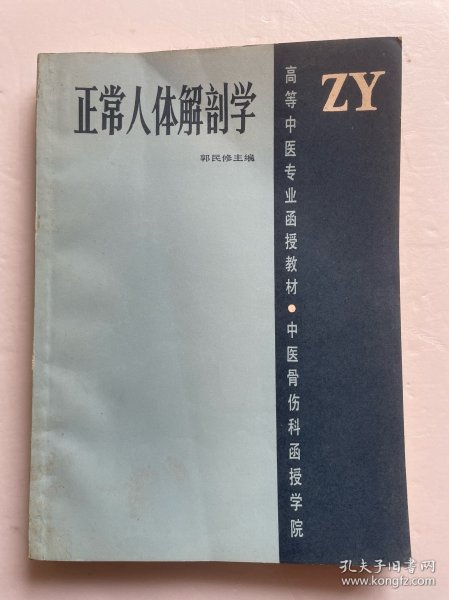 正常人体解剖学
郭民修主编
ZY
高等中医专业函授教材·中医骨伤科函授学院
孔夫子旧书网
www.kongfz.com